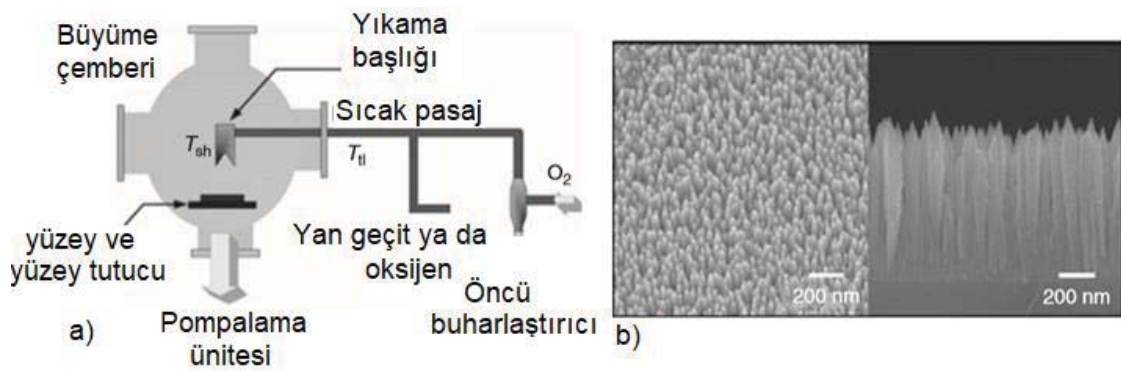 Büyüme
çemberi
Yıkama
başlığı
Sıcak pasaj
Tsh
Ttl
O2
yüzey ve
yüzey tutucu
Yan geçit ya da
oksijen
Öncü
buharlaştırıcı
Pompalama
ünitesi
a)
200 nm
200 nm
b)